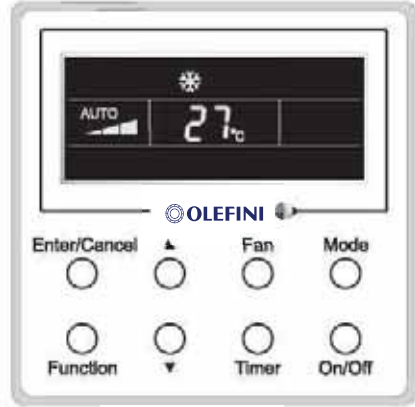 AUTO
27°C
OLEFINI
Enter/Cancel ▲ Fan Mode
Function ▼ Timer On/Off